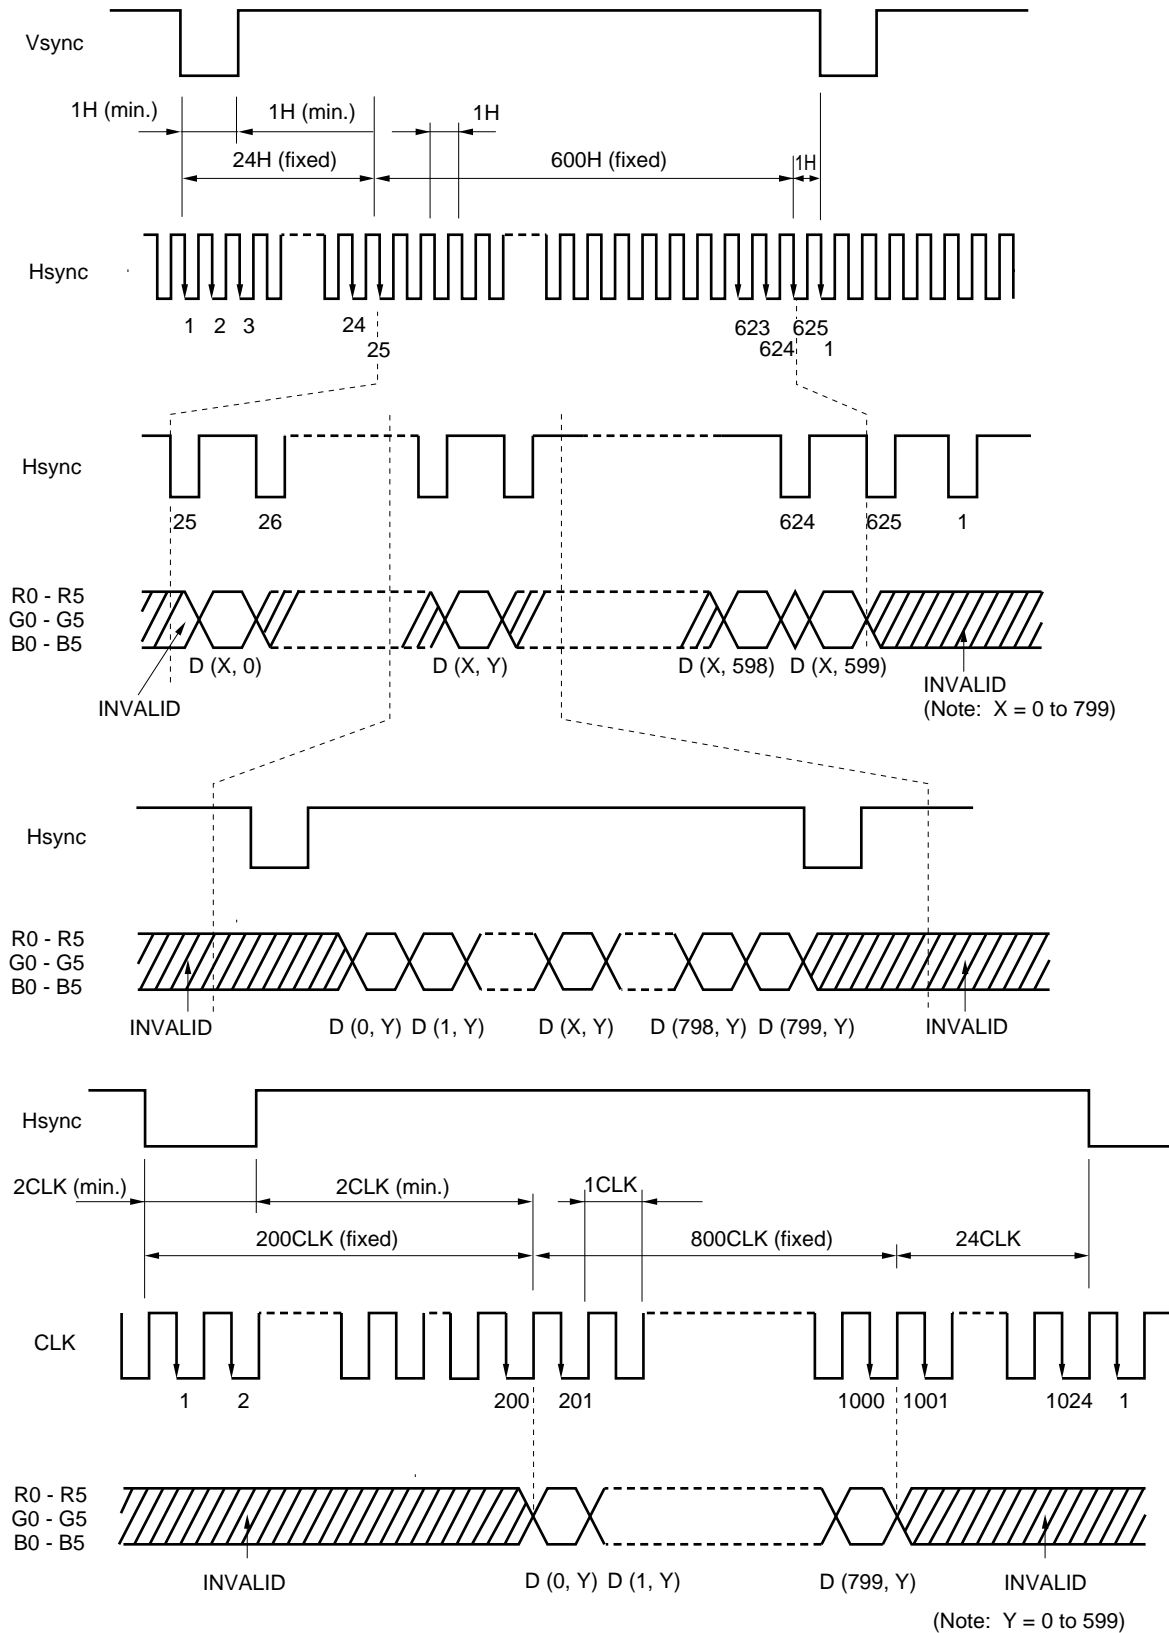 Vsync
1H (min.) 1H (min.) 1H
24H (fixed) 600H (fixed) 1H
Hsync
1 2 3 24 623 625
25 624 1
Hsync
25 26 624 625 1
R0 - R5
G0 - G5
B0 - B5
D (X, 0) D (X, Y) D (X, 598) D (X, 599)
INVALID INVALID
(Note: X = 0 to 799)
Hsync
R0 - R5
G0 - G5
B0 - B5
INVALID D (0, Y) D (1, Y) D (X, Y) D (798, Y) D (799, Y) INVALID
Hsync
2CLK (min.) 2CLK (min.) 1CLK
200CLK (fixed) 800CLK (fixed) 24CLK
CLK
1 2 200 201 1000 1001 1024 1
R0 - R5
G0 - G5
B0 - B5
INVALID D (0, Y) D (1, Y) D (799, Y) INVALID
(Note: Y = 0 to 599)